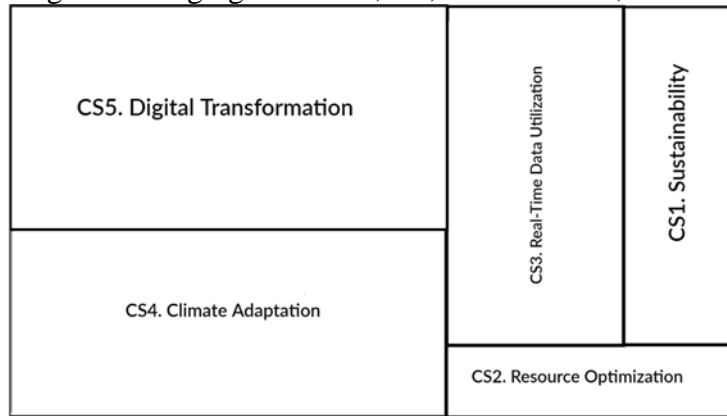 CS5. Digital Transformation
CS3. Real-Time Data Utilization
CS1. Sustainability
CS4. Climate Adaptation
CS2. Resource Optimization